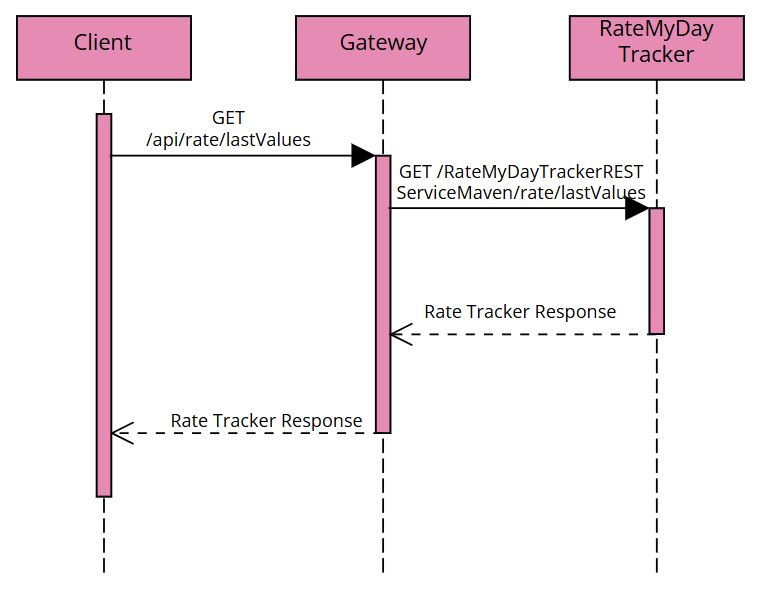 Client
Gateway
RateMyDay
Tracker
GET
/api/rate/lastValues
GET /RateMyDayTrackerREST
ServiceMaven/rate/lastValues
Rate Tracker Response
Rate Tracker Response